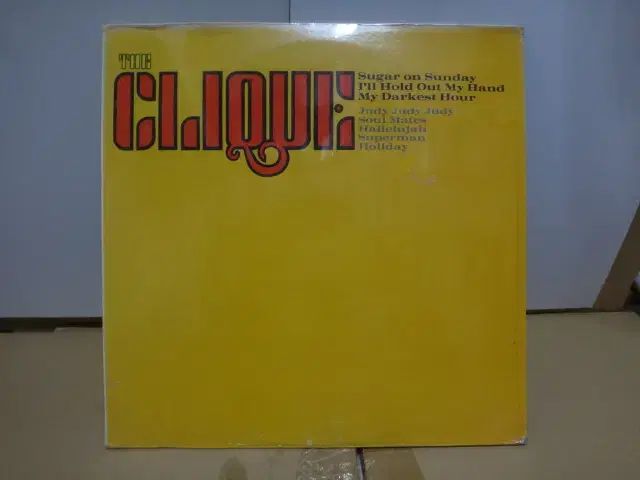 THE
CLIQUE
Sugar on Sunday
I'll Hold Out My Hand
My Darkest Hour
Judy Judy Judy
Soul Mates
Hallelujah
Superman
Holiday